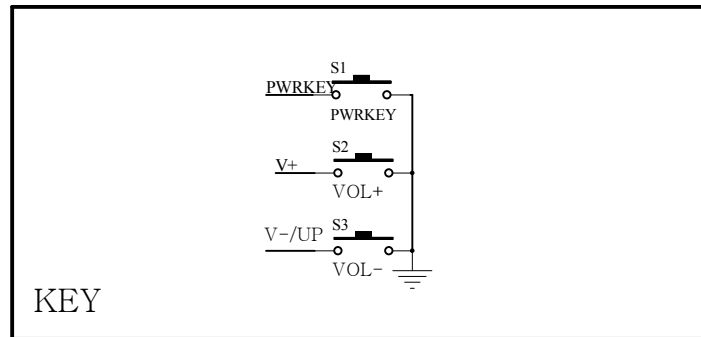 S1
PWRKEY
PWRKEY
S2
V+
VOL+
S3
V-/UP
VOL-
KEY